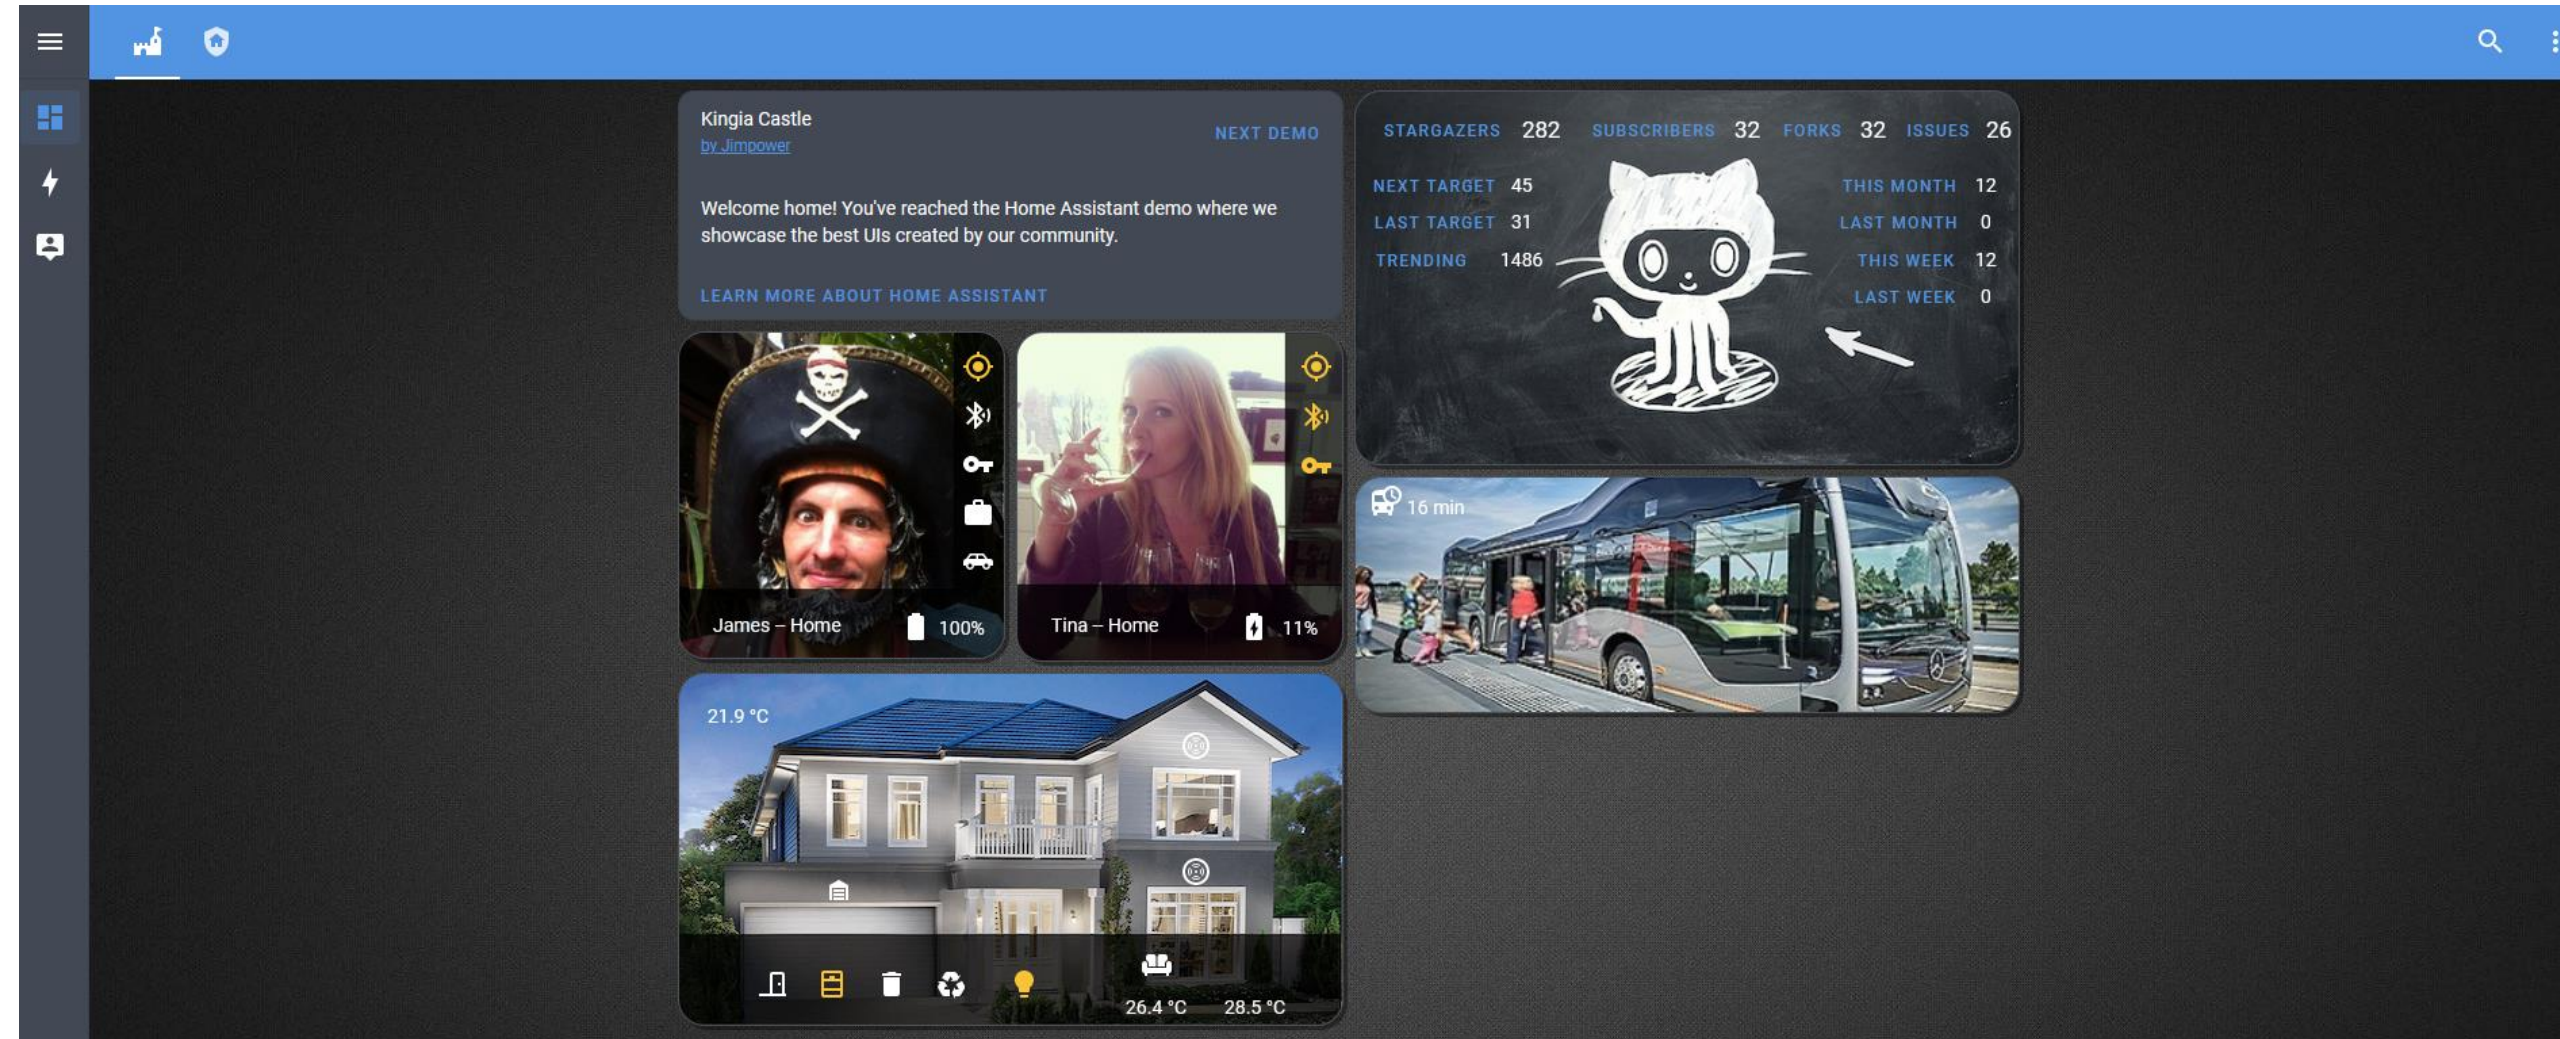 Kingia Castle
by Jimpower
NEXT DEMO
Welcome home! You've reached the Home Assistant demo where we
showcase the best UIs created by our community.
LEARN MORE ABOUT HOME ASSISTANT
STARGAZERS 282 SUBSCRIBERS 32 FORKS 32 ISSUES 26
NEXT TARGET 45
LAST TARGET 31
TRENDING 1486
THIS MONTH 12
LAST MONTH 0
THIS WEEK 12
LAST WEEK 0
James – Home 100%
Tina – Home 11%
16 min
21.9 °C
26.4 °C 28.5 °C